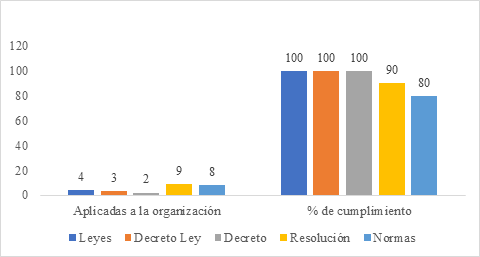 120
100
80
60
40
20
0
4
3
2
9
8
100
100
100
90
80
Aplicadas a la organización
% de cumplimiento
Leyes
Decreto Ley
Decreto
Resolución
Normas